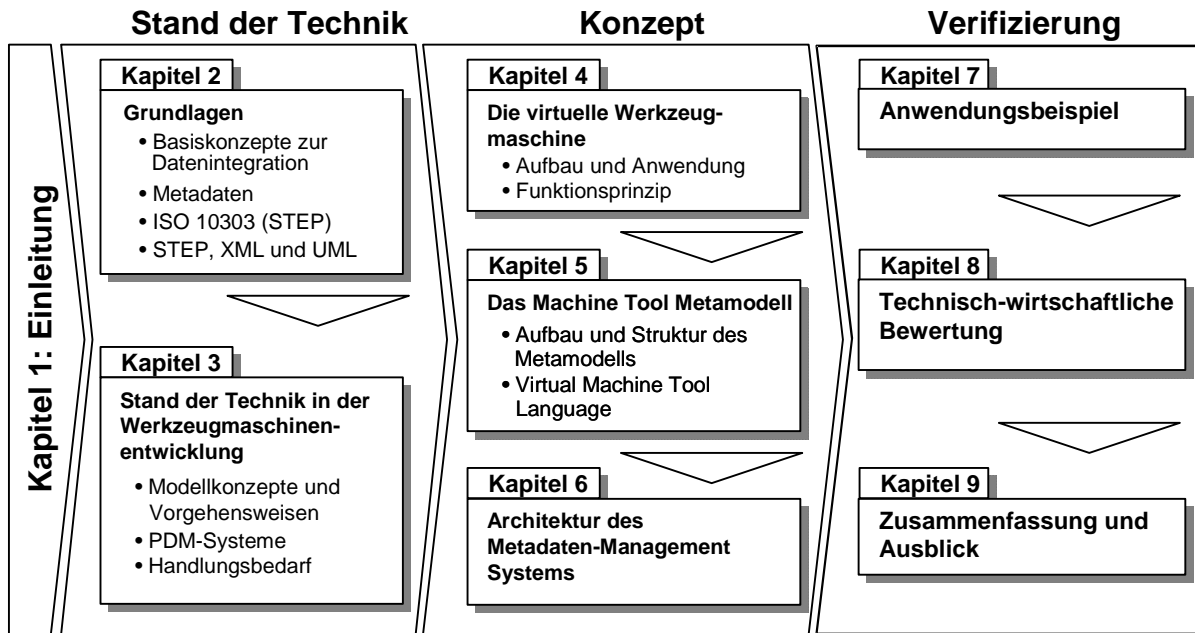 Stand der Technik
Konzept
Verifizierung
Kapitel 1: Einleitung
Kapitel 2
Grundlagen
• Basiskonzepte zur
Datenintegration
• Metadaten
• ISO 10303 (STEP)
• STEP, XML und UML
Kapitel 3
Stand der Technik in der
Werkzeugmaschinen-
entwicklung
• Modellkonzepte und
Vorgehensweisen
• PDM-Systeme
• Handlungsbedarf
Kapitel 4
Die virtuelle Werkzeug-
maschine
• Aufbau und Anwendung
• Funktionsprinzip
Kapitel 5
Das Machine Tool Metamodell
• Aufbau und Struktur des
Metamodells
• Virtual Machine Tool
Language
Kapitel 6
Architektur des
Metadaten-Management
Systems
Kapitel 7
Anwendungsbeispiel
Kapitel 8
Technisch-wirtschaftliche
Bewertung
Kapitel 9
Zusammenfassung und
Ausblick